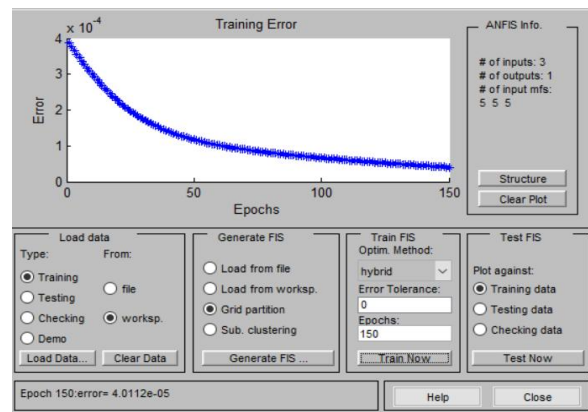 x 10^-4
Training Error
4
3
2
1
0
Error
0
50
100
150
Epochs
ANFIS Info.
# of inputs: 3
# of outputs: 1
# of input mfs:
5 5 5
Structure
Clear Plot
Load data
Type:
From:
Training
Testing
Checking
Demo
file
worksp.
Load Data...
Clear Data
Generate FIS
Load from file
Load from worksp.
Grid partition
Sub. clustering
Generate FIS ...
Train FIS
Optim. Method:
hybrid
Error Tolerance:
0
Epochs:
150
Train Now
Test FIS
Plot against:
Training data
Testing data
Checking data
Test Now
Epoch 150:error= 4.0112e-05
Help
Close